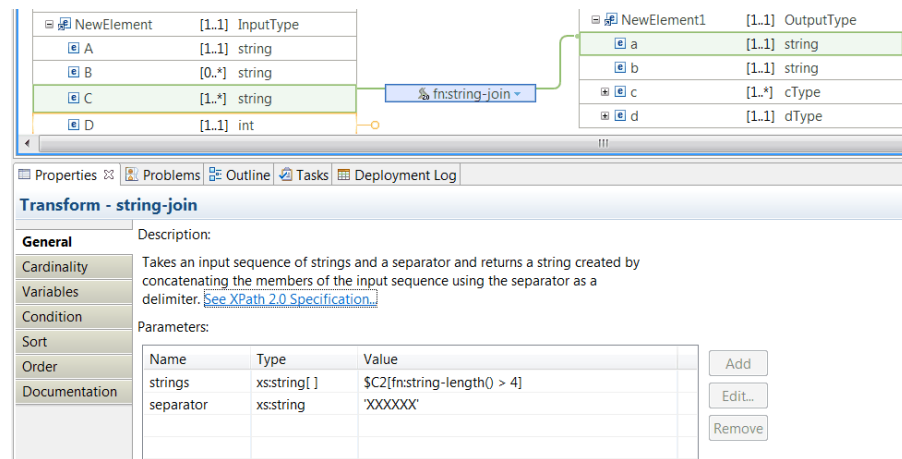 NewElement [1..1] InputType
A [1..1] string
B [0..*] string
C [1..*] string
D [1..1] int
fn:string-join
NewElement1 [1..1] OutputType
a [1..1] string
b [1..1] string
c [1..*] cType
d [1..1] dType
Properties Problems Outline Tasks Deployment Log
Transform - string-join
General
Cardinality
Variables
Condition
Sort
Order
Documentation
Description:
Takes an input sequence of strings and a separator and returns a string created by
concatenating the members of the input sequence using the separator as a
delimiter. See XPath 2.0 Specification...
Parameters:
Name Type Value
strings xs:string[ ] $C2[fn:string-length() > 4]
separator xs:string 'XXXXXX'
Add
Edit...
Remove